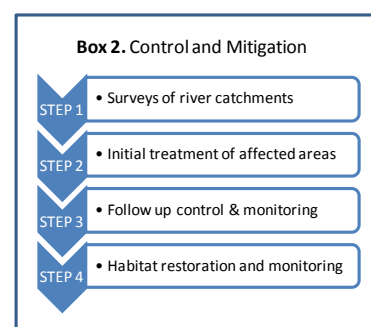 Box 2. Control and Mitigation
STEP 1
• Surveys of river catchments
STEP 2
• Initial treatment of affected areas
STEP 3
• Follow up control & monitoring
STEP 4
• Habitat restoration and monitoring